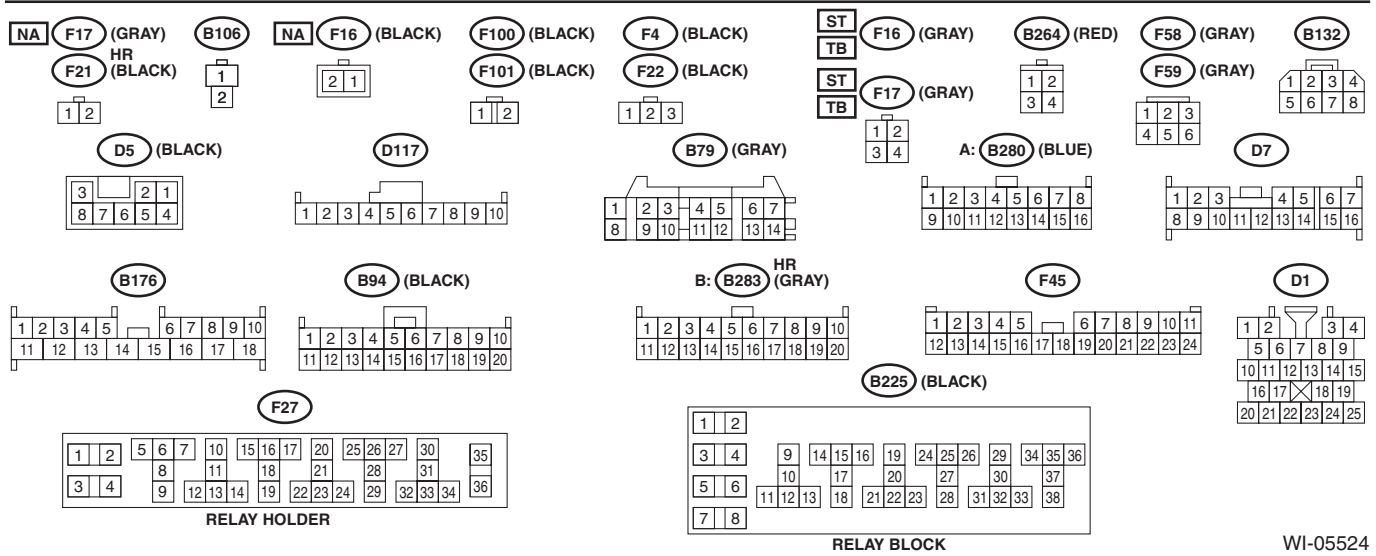 NA F17 (GRAY) B106 NA F16 (BLACK) F100 (BLACK) F4 (BLACK) ST F16 (GRAY) B264 (RED) F58 (GRAY) B132
HR TB
F21 (BLACK) F101 (BLACK) F22 (BLACK) ST F17 (GRAY) F59 (GRAY)
TB
1 2
1
2
2 1
1 2
1 2 3
1 2
3 4
1 2
3 4
1 2 3
4 5 6
1 2 3 4
5 6 7 8
D5 (BLACK) D117 B79 (GRAY) A: B280 (BLUE) D7
3 2 1
8 7 6 5 4
1 2 3 4 5 6 7 8 9 10
1 2 3 4 5 6 7
8 9 10 11 12 13 14
1 2 3 4 5 6 7 8
9 10 11 12 13 14 15 16
1 2 3 4 5 6 7
8 9 10 11 12 13 14 15 16
B176 B94 (BLACK) B: B283 HR (GRAY) F45 D1
1 2 3 4 5 6 7 8 9 10
11 12 13 14 15 16 17 18
1 2 3 4 5 6 7 8 9 10
11 12 13 14 15 16 17 18 19 20
1 2 3 4 5 6 7 8 9 10
11 12 13 14 15 16 17 18 19 20
1 2 3 4 5 6 7 8 9 10 11
12 13 14 15 16 17 18 19 20 21 22 23 24
1 2 3 4
5 6 7 8 9
10 11 12 13 14 15
16 17 18 19
20 21 22 23 24 25
F27
1 2 5 6 7 10 15 16 17 20 25 26 27 30 35
8 11 18 21 28 31
3 4 9 12 13 14 19 22 23 24 29 32 33 34 36
RELAY HOLDER
B225 (BLACK)
1 2
3 4 9 14 15 16 19 24 25 26 29 34 35 36
10 17 20 27 30 37
5 6 11 12 13 18 21 22 23 28 31 32 33 38
7 8
RELAY BLOCK
WI-05524